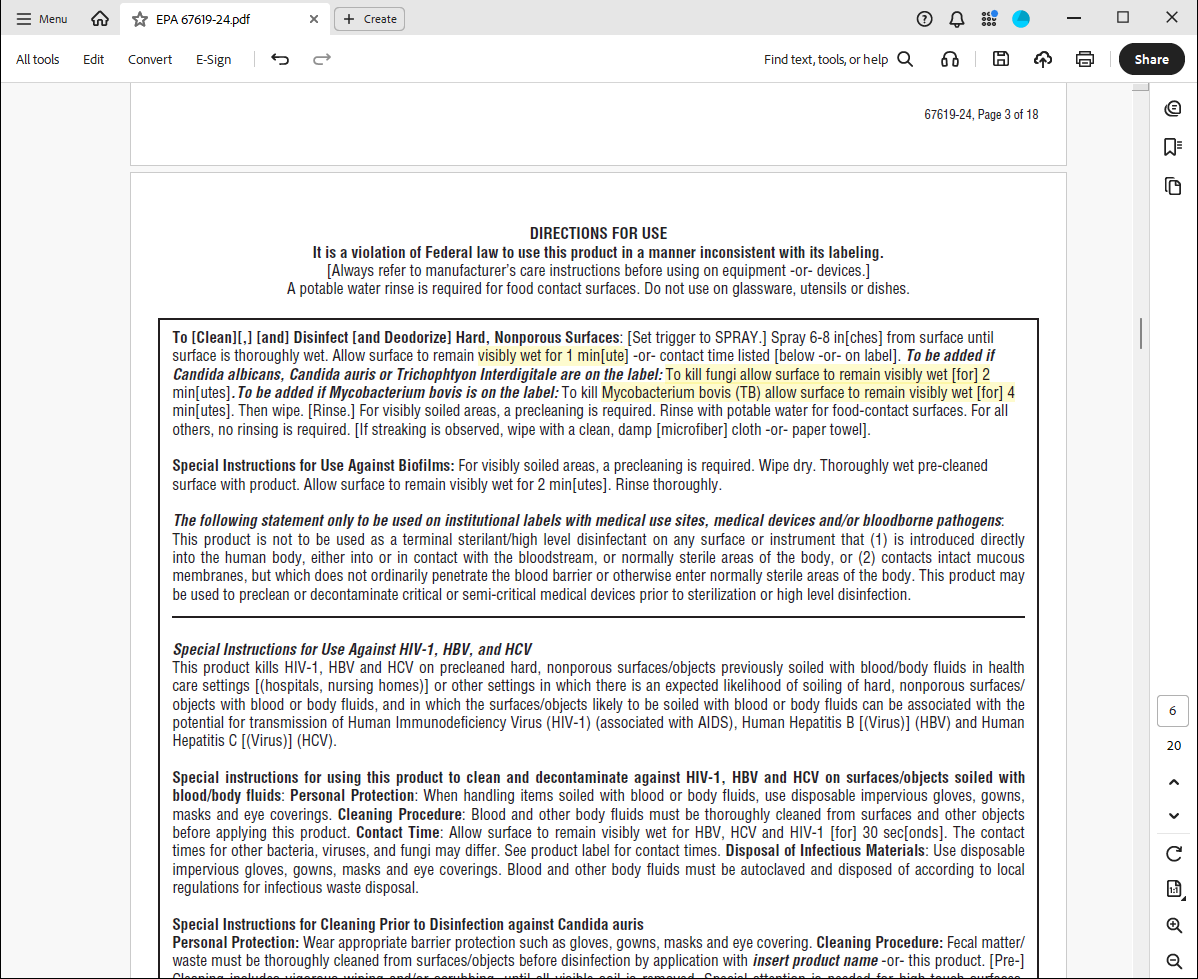 Menu
EPA 67619-24.pdf
Create
All tools
Edit
Convert
E-Sign
Find text, tools, or help
Share
67619-24, Page 3 of 18
DIRECTIONS FOR USE
It is a violation of Federal law to use this product in a manner inconsistent with its labeling.
[Always refer to manufacturer's care instructions before using on equipment -or- devices.]
A potable water rinse is required for food contact surfaces. Do not use on glassware, utensils or dishes.
To [Clean][,] [and] Disinfect [and Deodorize] Hard, Nonporous Surfaces: [Set trigger to SPRAY.] Spray 6-8 in[ches] from surface until
surface is thoroughly wet. Allow surface to remain visibly wet for 1 min[ute] -or- contact time listed [below -or- on label]. To be added if
Candida albicans, Candida auris or Trichophtyon Interdigitale are on the label: To kill fungi allow surface to remain visibly wet [for] 2
min[utes]. To be added if Mycobacterium bovis is on the label: To kill Mycobacterium bovis (TB) allow surface to remain visibly wet [for] 4
min[utes]. Then wipe. [Rinse.] For visibly soiled areas, a precleaning is required. Rinse with potable water for food-contact surfaces. For all
others, no rinsing is required. [If streaking is observed, wipe with a clean, damp [microfiber] cloth -or- paper towel].
Special Instructions for Use Against Biofilms: For visibly soiled areas, a precleaning is required. Wipe dry. Thoroughly wet pre-cleaned
surface with product. Allow surface to remain visibly wet for 2 min[utes]. Rinse thoroughly.
The following statement only to be used on institutional labels with medical use sites, medical devices and/or bloodborne pathogens:
This product is not to be used as a terminal sterilant/high level disinfectant on any surface or instrument that (1) is introduced directly
into the human body, either into or in contact with the bloodstream, or normally sterile areas of the body, or (2) contacts intact mucous
membranes, but which does not ordinarily penetrate the blood barrier or otherwise enter normally sterile areas of the body. This product may
be used to preclean or decontaminate critical or semi-critical medical devices prior to sterilization or high level disinfection.
Special Instructions for Use Against HIV-1, HBV, and HCV
This product kills HIV-1, HBV and HCV on precleaned hard, nonporous surfaces/objects previously soiled with blood/body fluids in health
care settings [(hospitals, nursing homes)] or other settings in which there is an expected likelihood of soiling of hard, nonporous surfaces/
objects with blood or body fluids, and in which the surfaces/objects likely to be soiled with blood or body fluids can be associated with the
potential for transmission of Human Immunodeficiency Virus (HIV-1) (associated with AIDS), Human Hepatitis B [(Virus)] (HBV) and Human
Hepatitis C [(Virus)] (HCV).
Special instructions for using this product to clean and decontaminate against HIV-1, HBV and HCV on surfaces/objects soiled with
blood/body fluids: Personal Protection: When handling items soiled with blood or body fluids, use disposable impervious gloves, gowns,
masks and eye coverings. Cleaning Procedure: Blood and other body fluids must be thoroughly cleaned from surfaces and other objects
before applying this product. Contact Time: Allow surface to remain visibly wet for HBV, HCV and HIV-1 [for] 30 sec[onds]. The contact
times for other bacteria, viruses, and fungi may differ. See product label for contact times. Disposal of Infectious Materials: Use disposable
impervious gloves, gowns, masks and eye coverings. Blood and other body fluids must be autoclaved and disposed of according to local
regulations for infectious waste disposal.
Special Instructions for Cleaning Prior to Disinfection against Candida auris
Personal Protection: Wear appropriate barrier protection such as gloves, gowns, masks and eye covering. Cleaning Procedure: Fecal matter/
waste must be thoroughly cleaned from surfaces/objects before disinfection by application with insert product name -or- this product. [Pre-]
Cleaning includes vigorous wiping and/or scrubbing, until all visible soil is removed. Special attention is needed for high-touch surfaces.
6
20
1:1